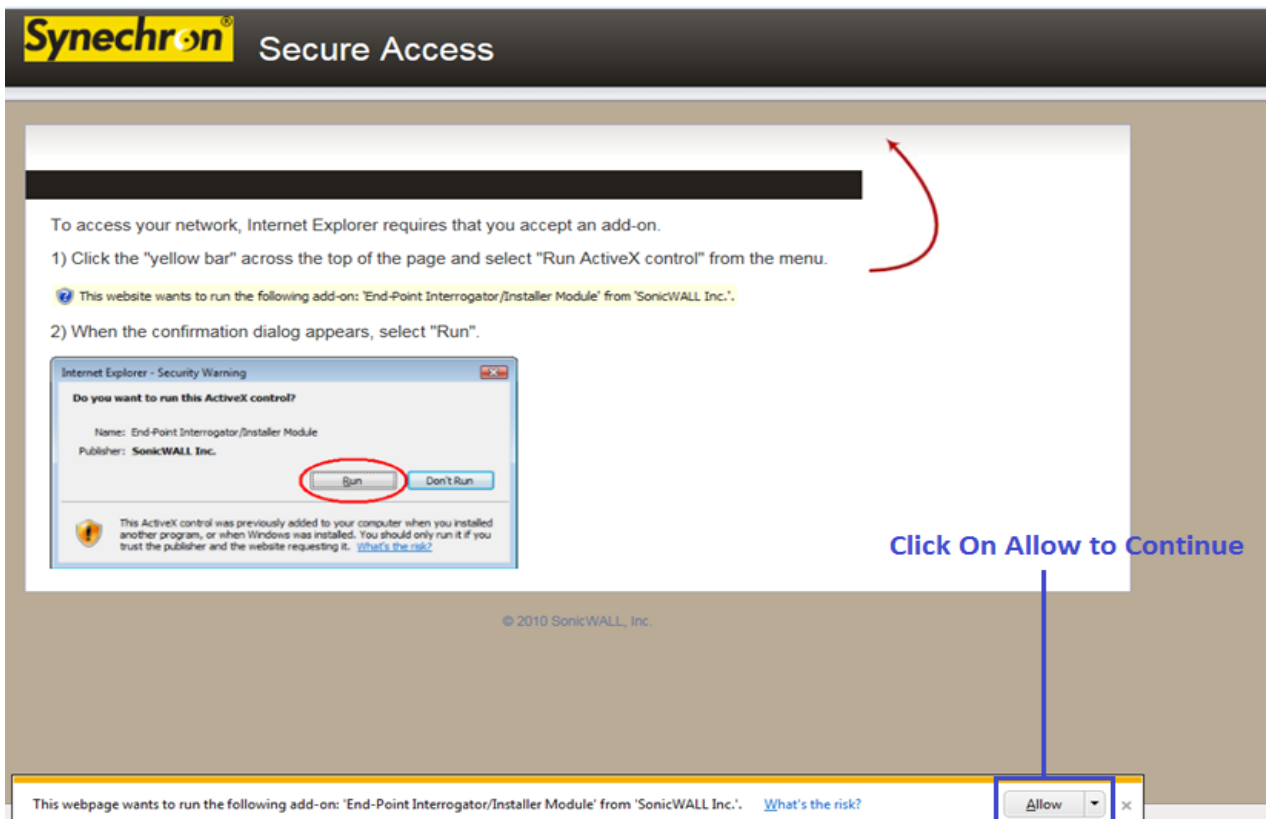 Synechron®
Secure Access
To access your network, Internet Explorer requires that you accept an add-on.
1) Click the "yellow bar" across the top of the page and select "Run ActiveX control" from the menu.
This website wants to run the following add-on: 'End-Point Interrogator/Installer Module' from 'SonicWALL Inc.'.
2) When the confirmation dialog appears, select "Run".
Internet Explorer - Security Warning
Do you want to run this ActiveX control?
Name: End-Point Interrogator/Installer Module
Publisher: SonicWALL Inc.
Run
Don't Run
This ActiveX control was previously added to your computer when you installed
another program, or when Windows was installed. You should only run it if you
trust the publisher and the website requesting it. What's the risk?
Click On Allow to Continue
© 2010 SonicWALL, Inc.
This webpage wants to run the following add-on: 'End-Point Interrogator/Installer Module' from 'SonicWALL Inc.'. What's the risk?
Allow